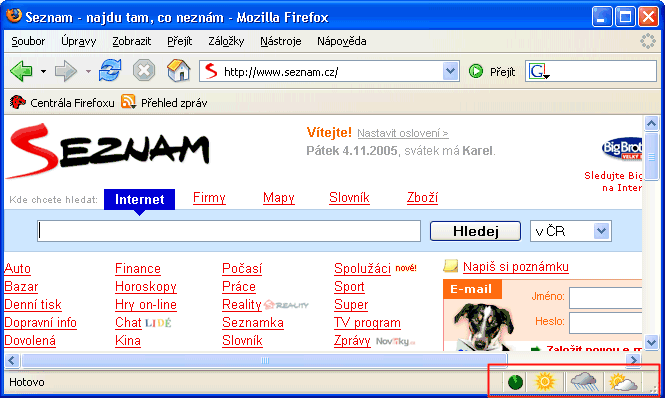 Seznam - najdu tam, co neznám - Mozilla Firefox
Soubor Úpravy Zobrazit Přejít Záložky Nástroje Nápověda
http://www.seznam.cz/ Přejít G
Centrála Firefoxu Přehled zpráv
SEZNAM
Vítejte! Nastavit oslovení >
Pátek 4.11.2005, svátek má Karel.
Big Brot
VELKÝ
Sledujte Big
na Inter
Kde chcete hledat: Internet Firmy Mapy Slovník Zboží
Hledej v ČR
Auto Finance Počasí Spolužáci nové! Napiš si poznámku
Bazar Horoskopy Práce Sport E-mail
Denní tisk Hry on-line Reality REALITY Super Jméno:
Dopravní info Chat LIDÉ Seznamka TV program Heslo:
Dovolená Kina Slovník Zprávy Novinky.cz Založit novou e-m
Hotovo